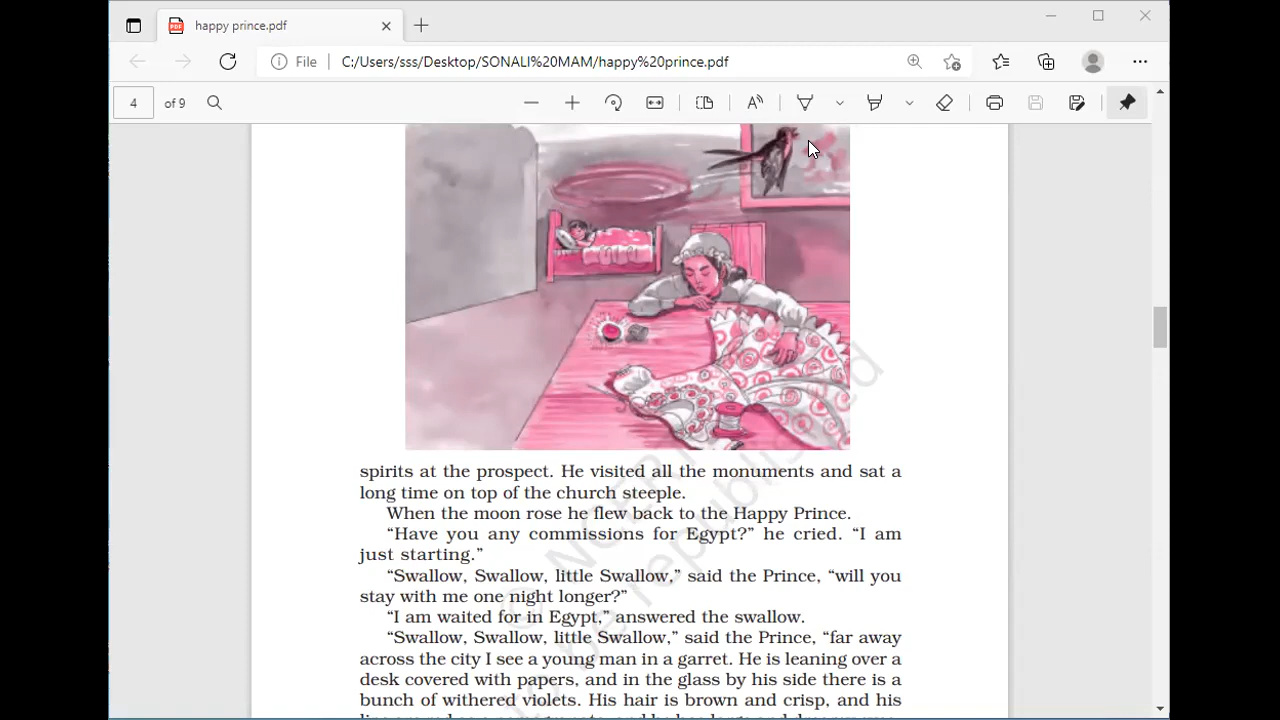 happy prince.pdf
File
C:/Users/sss/Desktop/SONALI%20MAM/happy%20prince.pdf
4 of 9
spirits at the prospect. He visited all the monuments and sat a
long time on top of the church steeple.
When the moon rose he flew back to the Happy Prince.
“Have you any commissions for Egypt?” he cried. “I am
just starting.”
“Swallow, Swallow, little Swallow,” said the Prince, “will you
stay with me one night longer?”
“I am waited for in Egypt,” answered the swallow.
“Swallow, Swallow, little Swallow,” said the Prince, “far away
across the city I see a young man in a garret. He is leaning over a
desk covered with papers, and in the glass by his side there is a
bunch of withered violets. His hair is brown and crisp, and his